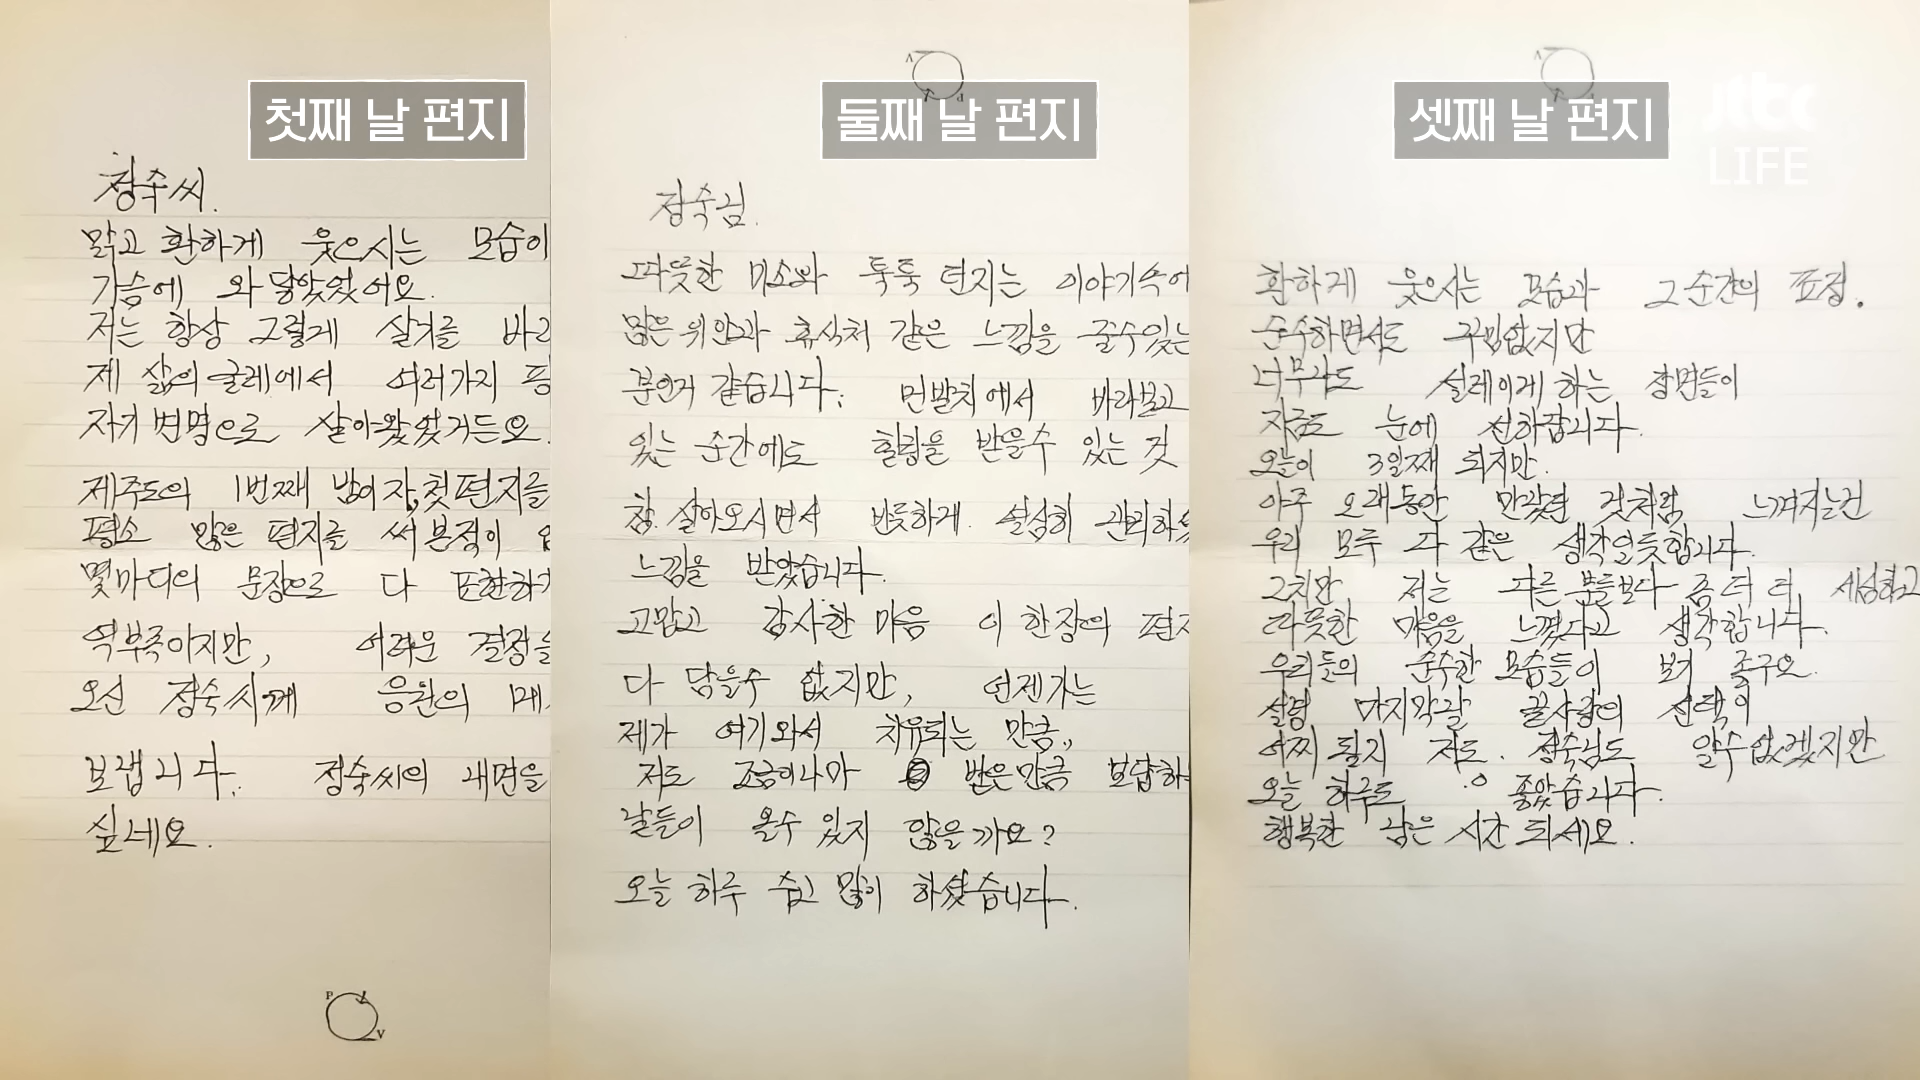 첫째 날 편지
정숙씨.
맑고 환하게 웃으시는 모습이
가슴에 와 닿았었어요.
저는 항상 그렇게 살기를 바라
제 삶의 굴레에서 여러가지 핑
자기 변명으로 살아왔었거든요.
제주도의 1번째 밤이자, 첫 편지를
평소 많은 편지를 써 본적이 없
몇마디의 문장으로 다 표현하기
역부족이지만, 어려운 결정을
오신 정숙씨께 응원의 메
보냅니다. 정숙씨의 내면을
싶네요.
P
V
둘째 날 편지
정숙님.
따뜻한 미소와 툭툭 던지는 이야기속에
많은 위안과 휴식처 같은 느낌을 줄수있는
분인거 같습니다. 먼발치에서 바라보고
있는 순간에도 힐링을 받을수 있는 것
참. 살아오시면서 반듯하게. 열심히 관리하셨
느낌을 받았습니다.
고맙고 감사한 마음 이 한장의 편지
다 담을수 없지만, 언젠가는
제가 여기와서 치유되는 만큼,
저도 조금이나마 받은만큼 보답하
날들이 올수 있지 않을까요?
오늘 하루 수고 많이 하셨습니다.
셋째 날 편지
JTBC
LIFE
환하게 웃으시는 모습과 그 순간의 표정.
순수하면서도 꾸밈없지만
너무나도 설레이게 하는 장면들이
지금도 눈에 선하잡니다.
오늘이 3일째 되지만.
아주 오래동안 만났던 것처럼 느껴지는건
우리 모두 다 같은 생각일듯합니다.
그치만 저는 다른 분들보다 좀 더 더 세심하고
따뜻한 마음을 느꼈다고 생각합니다.
우리들의 순수한 모습들이 보기 좋구요.
설령 마지막날 끝사랑의 선택이
어찌 될지 저도. 정숙님도 알수없겠지만
오늘 하루도 좋았습니다.
행복한 남은 시간 되세요.